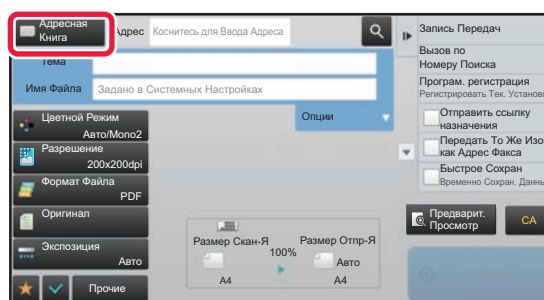 Адресная
Книга
Адрес
Коснитесь для Ввода Адреса
Тема
Имя Файла
Задано в Системных Настройках
Цветной Режим
Авто/Mono2
Разрешение
200x200dpi
Формат Файла
PDF
Оригинал
Экспозиция
Авто
Прочие
Опции
Размер Скан-Я
100%
Размер Отпр-Я
Авто
A4
A4
Запись Передач
Вызов по
Номеру Поиска
Програм. регистрация
Регистрировать Тек. Установ
Отправить ссылку
назначения
Передать То Же Изо
как Адрес Факса
Быстрое Сохран
Временно Сохран. Данн
Предварит.
Просмотр
CA